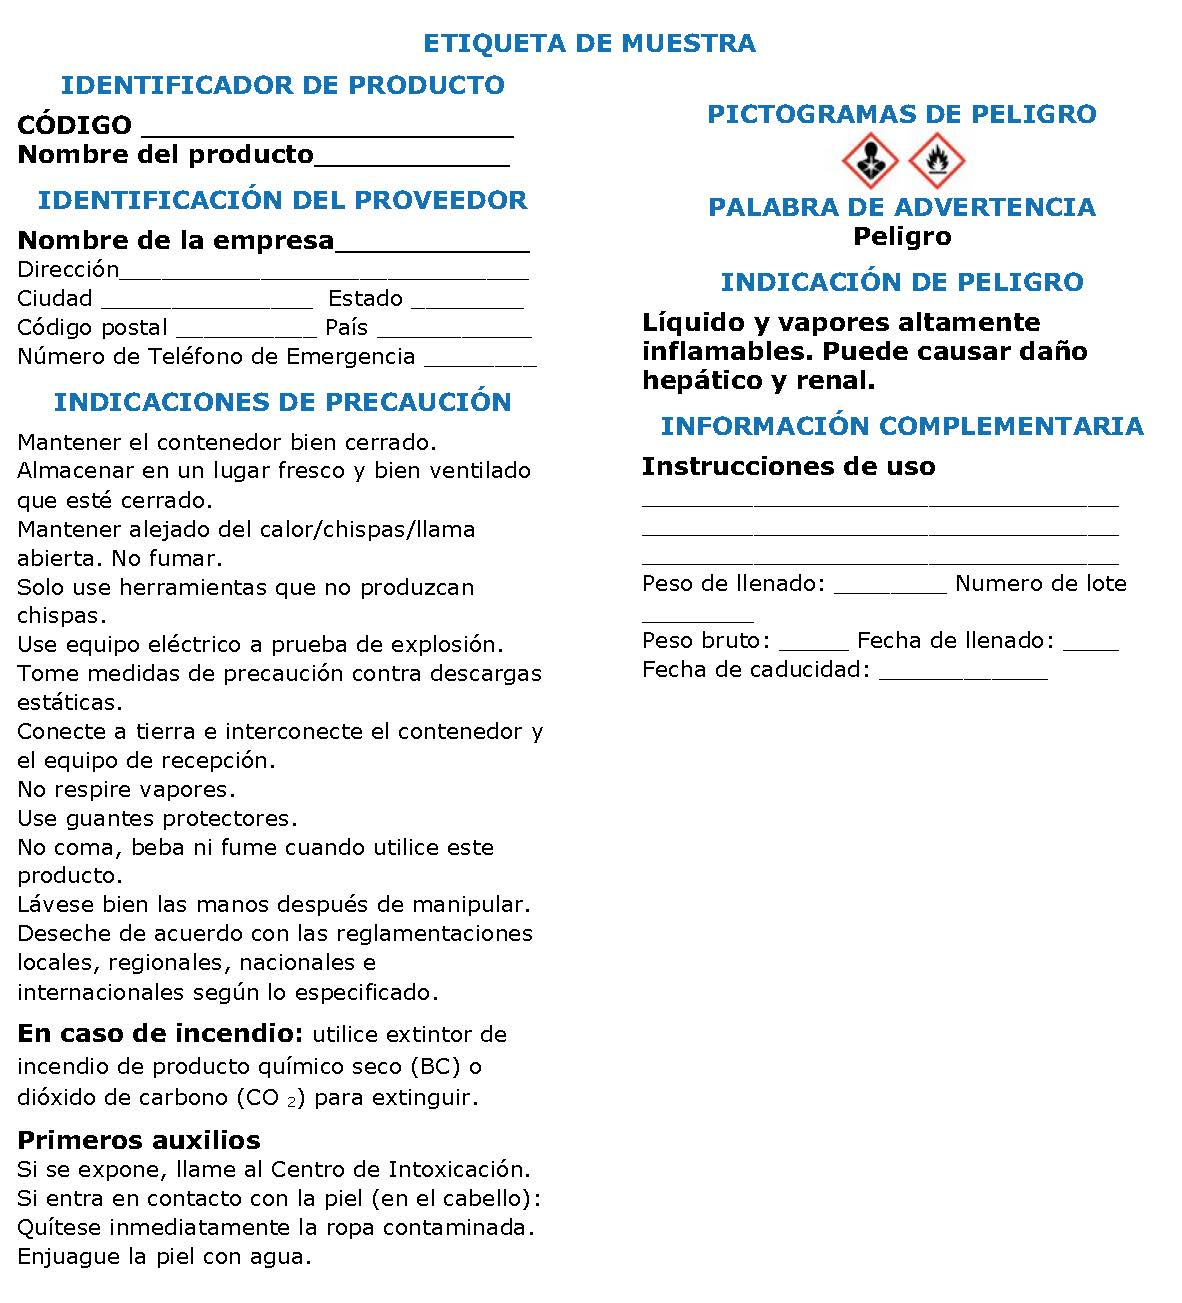 ETIQUETA DE MUESTRA
IDENTIFICADOR DE PRODUCTO
CÓDIGO _______________________
Nombre del producto____________
IDENTIFICACIÓN DEL PROVEEDOR
Nombre de la empresa____________
Dirección_____________________________
Ciudad _______________ Estado ________
Código postal __________ País ___________
Número de Teléfono de Emergencia ________
INDICACIONES DE PRECAUCIÓN
Mantener el contenedor bien cerrado.
Almacenar en un lugar fresco y bien ventilado
que esté cerrado.
Mantener alejado del calor/chispas/llama
abierta. No fumar.
Solo use herramientas que no produzcan
chispas.
Use equipo eléctrico a prueba de explosión.
Tome medidas de precaución contra descargas
estáticas.
Conecte a tierra e interconecte el contenedor y
el equipo de recepción.
No respire vapores.
Use guantes protectores.
No coma, beba ni fume cuando utilice este
producto.
Lávese bien las manos después de manipular.
Deseche de acuerdo con las reglamentaciones
locales, regionales, nacionales e
internacionales según lo especificado.
En caso de incendio: utilice extintor de
incendio de producto químico seco (BC) o
dióxido de carbono (CO 2) para extinguir.
Primeros auxilios
Si se expone, llame al Centro de Intoxicación.
Si entra en contacto con la piel (en el cabello):
Quítese inmediatamente la ropa contaminada.
Enjuague la piel con agua.
PICTOGRAMAS DE PELIGRO
PALABRA DE ADVERTENCIA
Peligro
INDICACIÓN DE PELIGRO
Líquido y vapores altamente
inflamables. Puede causar daño
hepático y renal.
INFORMACIÓN COMPLEMENTARIA
Instrucciones de uso
__________________________________
__________________________________
__________________________________
Peso de llenado: ________ Numero de lote
________
Peso bruto: _____ Fecha de llenado: ____
Fecha de caducidad: ____________